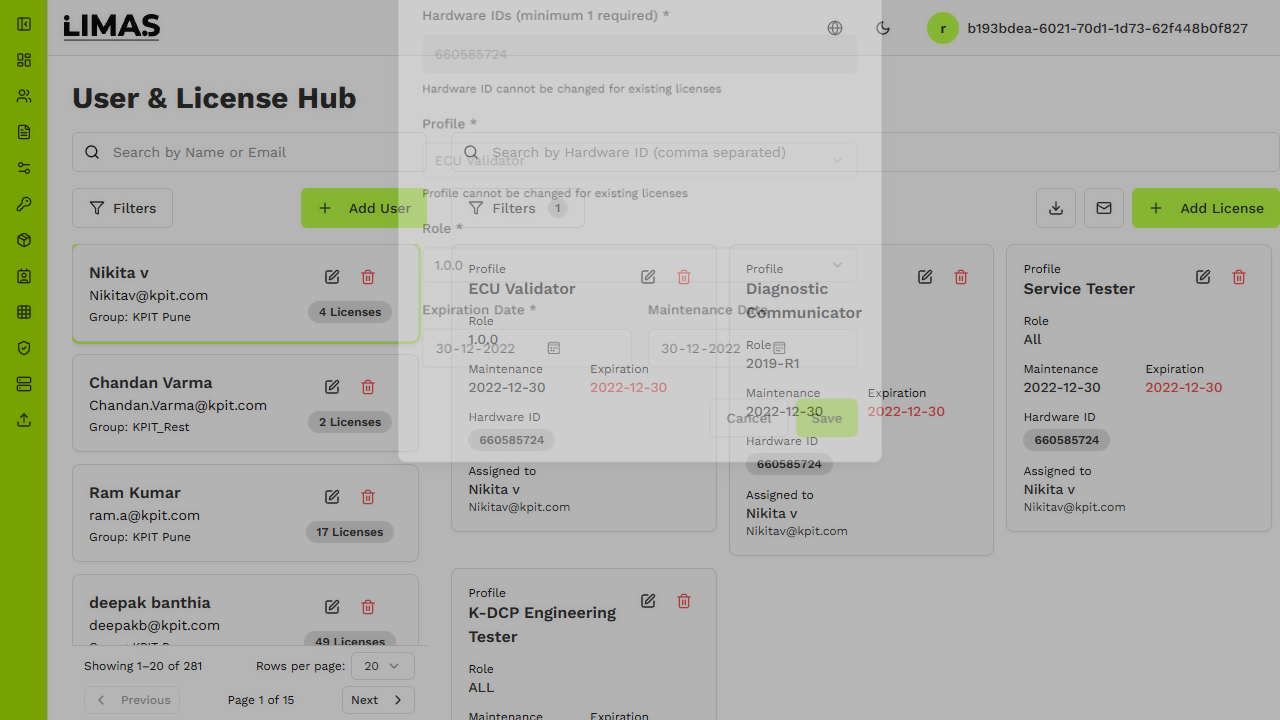 LIMAS
r
b193bdea-6021-70d1-1d73-62f448b0f827
User & License Hub
Search by Name or Email
Filters
Add User
Nikita v
Nikitav@kpit.com
Group: KPIT Pune
4 Licenses
Chandan Varma
Chandan.Varma@kpit.com
Group: KPIT_Rest
2 Licenses
Ram Kumar
ram.a@kpit.com
Group: KPIT Pune
17 Licenses
deepak banthia
deepakb@kpit.com
49 Licenses
Showing 1–20 of 281
Rows per page:
20
Previous
Page 1 of 15
Next
Search by Hardware ID (comma separated)
Filters
1
Add License
Profile
ECU Validator
Role
1.0.0
Maintenance
Expiration
2022-12-30
2022-12-30
Hardware ID
660585724
Assigned to
Nikita v
Nikitav@kpit.com
Profile
Diagnostic
Communicator
Role
2019-R1
Maintenance
Expiration
2022-12-30
2022-12-30
Hardware ID
660585724
Assigned to
Nikita v
Nikitav@kpit.com
Profile
Service Tester
Role
All
Maintenance
Expiration
2022-12-30
2022-12-30
Hardware ID
660585724
Assigned to
Nikita v
Nikitav@kpit.com
Profile
K-DCP Engineering
Tester
Role
ALL
Maintenance
Expiration
Hardware IDs (minimum 1 required) *
660585724
Hardware ID cannot be changed for existing licenses
Profile *
ECU Validator
Profile cannot be changed for existing licenses
Role *
1.0.0
Expiration Date *
Maintenance Date
30-12-2022
30-12-2022
Cancel
Save